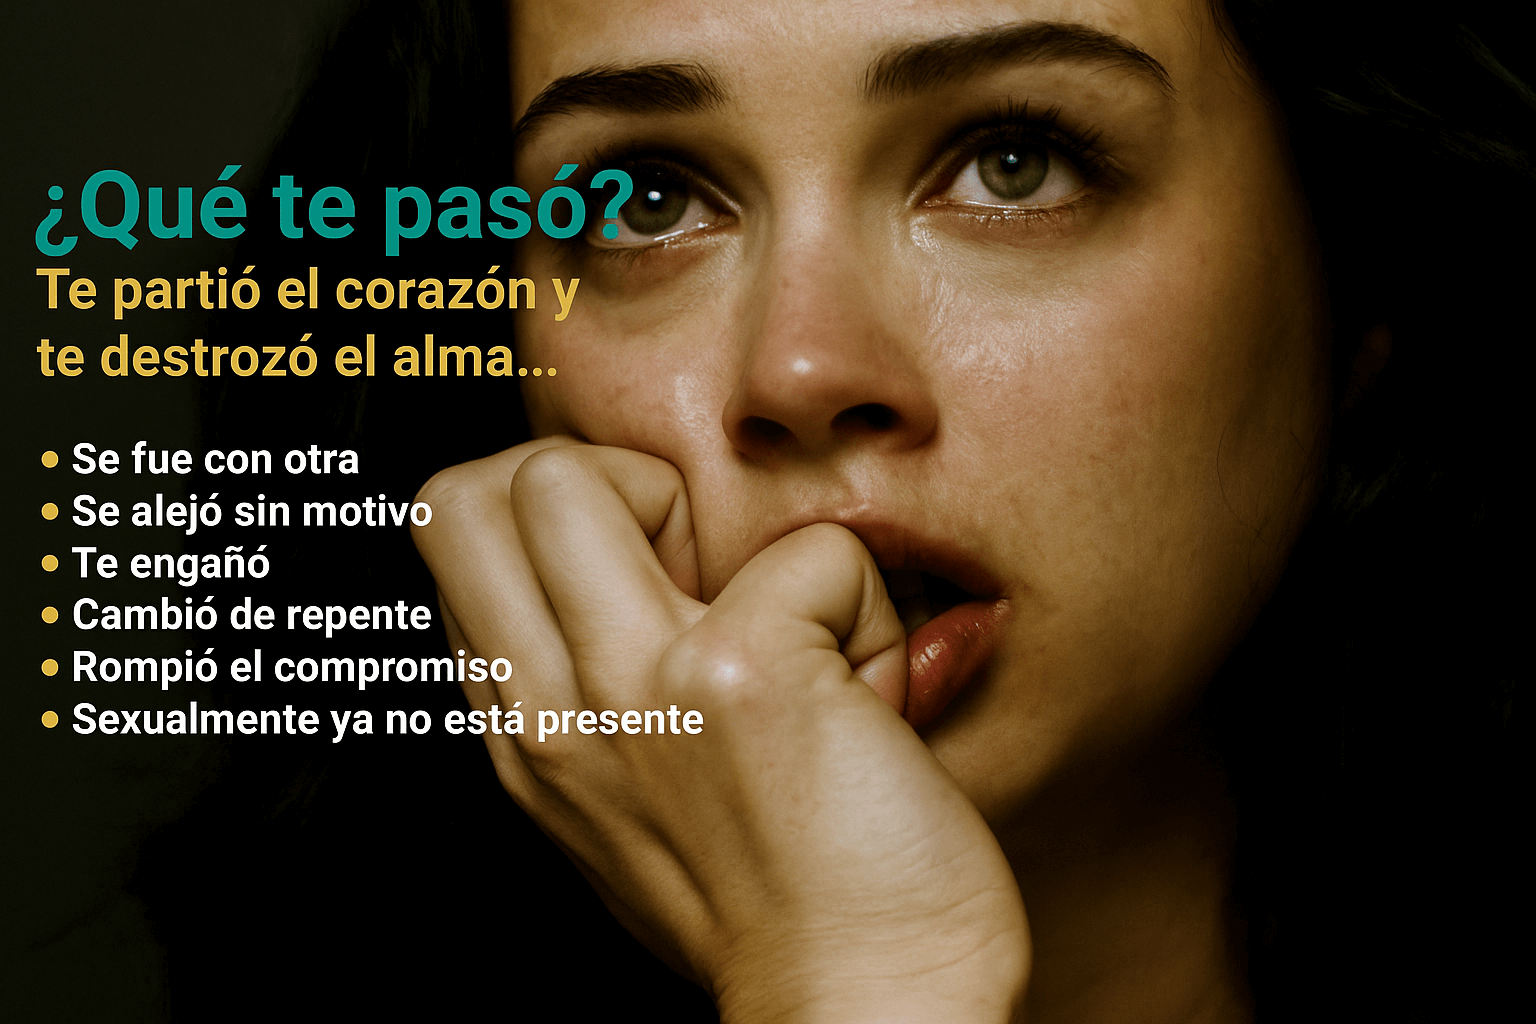 ¿Qué te pasó?
Te partió el corazón y
te destrozó el alma...
• Se fue con otra
• Se alejó sin motivo
• Te engañó
• Cambió de repente
• Rompió el compromiso
• Sexualmente ya no está presente